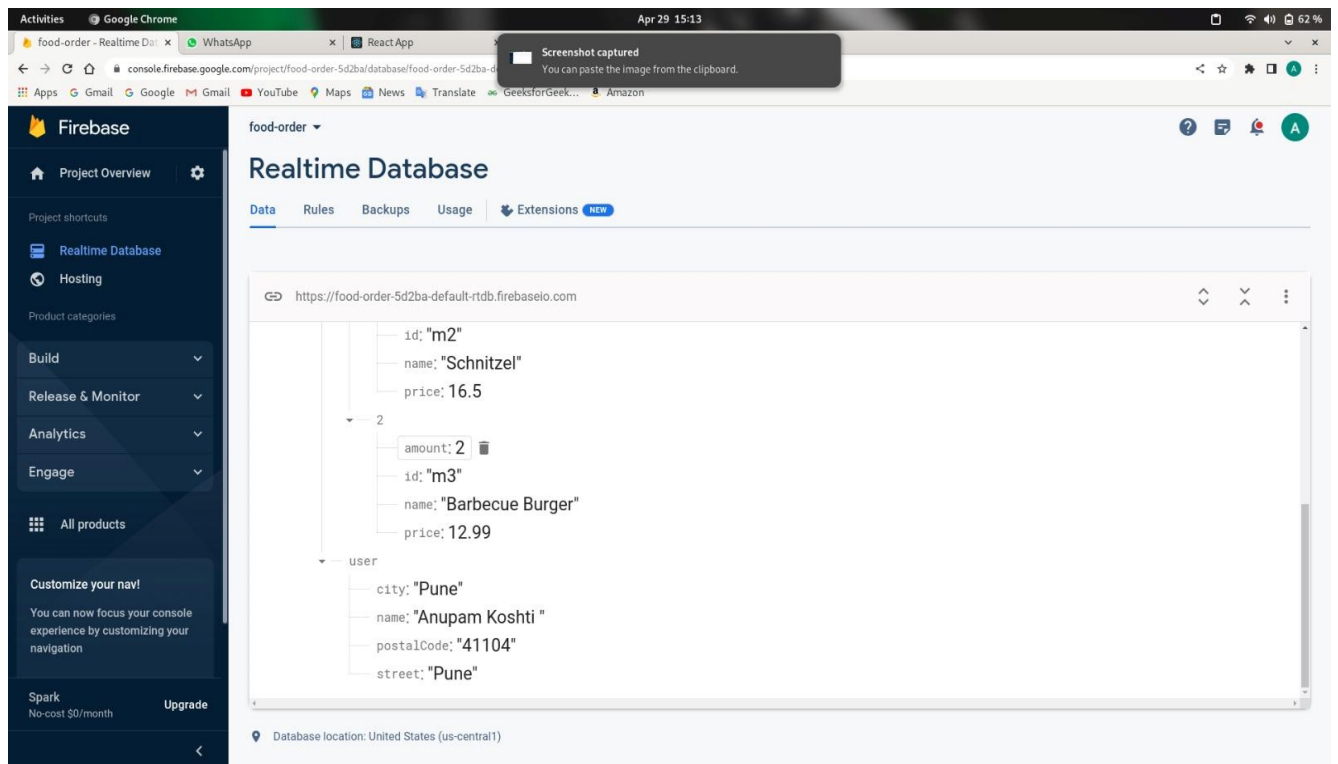 Activities Google Chrome Apr 29 15:13 62 %
food-order - Realtime Dat × WhatsApp × React App
Screenshot captured
You can paste the image from the clipboard.
console.firebase.google.com/project/food-order-5d2ba/database/food-order-5d2ba-d
Apps Gmail Google Gmail YouTube Maps News Translate GeeksforGeek... Amazon
Firebase
food-order
A
Project Overview
Realtime Database
Data Rules Backups Usage Extensions NEW
Project shortcuts
Realtime Database
Hosting
Product categories
Build
Release & Monitor
Analytics
Engage
All products
Customize your nav!
You can now focus your console
experience by customizing your
navigation
Spark
No-cost $0/month
Upgrade
https://food-order-5d2ba-default-rtdb.firebaseio.com
id: "m2"
name: "Schnitzel"
price: 16.5
2
amount: 2
id: "m3"
name: "Barbecue Burger"
price: 12.99
user
city: "Pune"
name: "Anupam Koshti "
postalCode: "41104"
street: "Pune"
Database location: United States (us-central1)